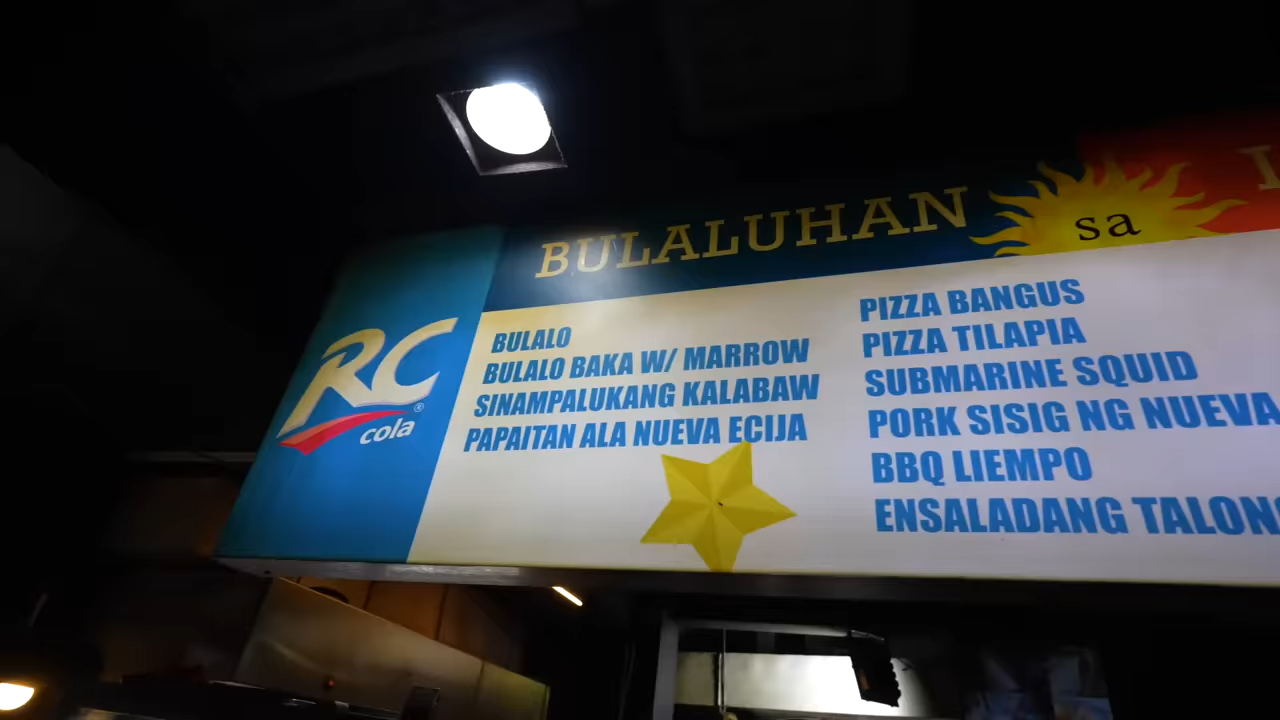 BULALUHAN sa
RC
cola
BULALO
BULALO BAKA W/ MARROW
SINAMPALUKANG KALABAW
PAPAITAN ALA NUEVA ECIJA
PIZZA BANGUS
PIZZA TILAPIA
SUBMARINE SQUID
PORK SISIG NG NUEVA
BBQ LIEMPO
ENSALADANG TALONG